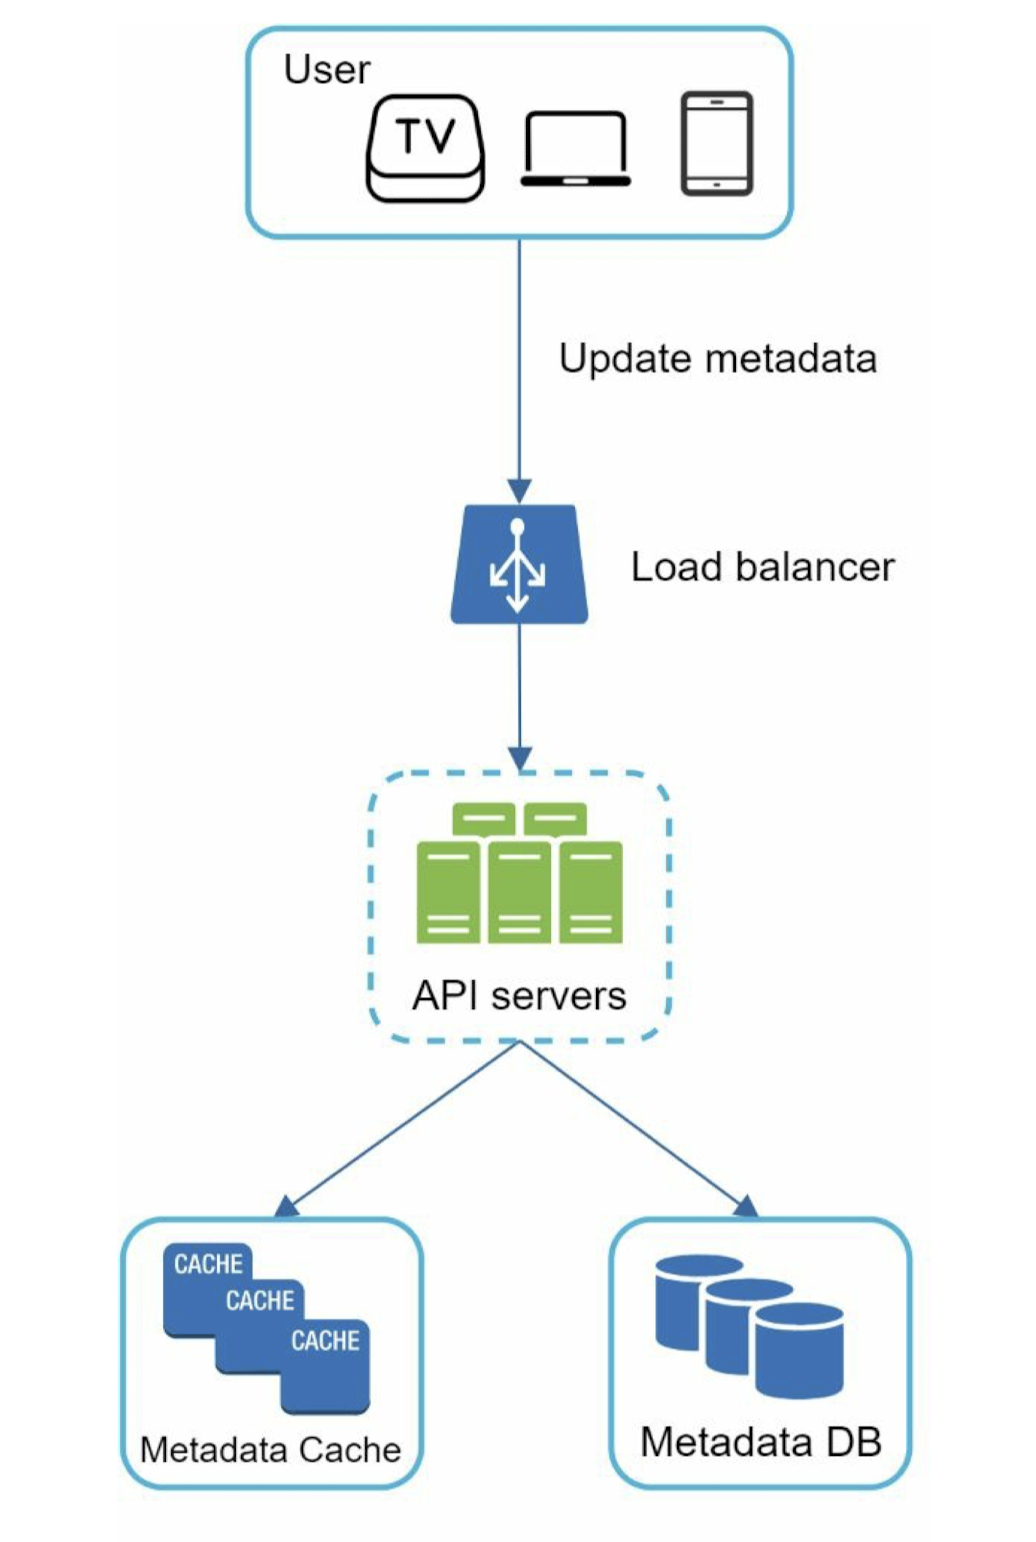 User
TV
Update metadata
Load balancer
API servers
CACHE
CACHE
CACHE
Metadata Cache
Metadata DB